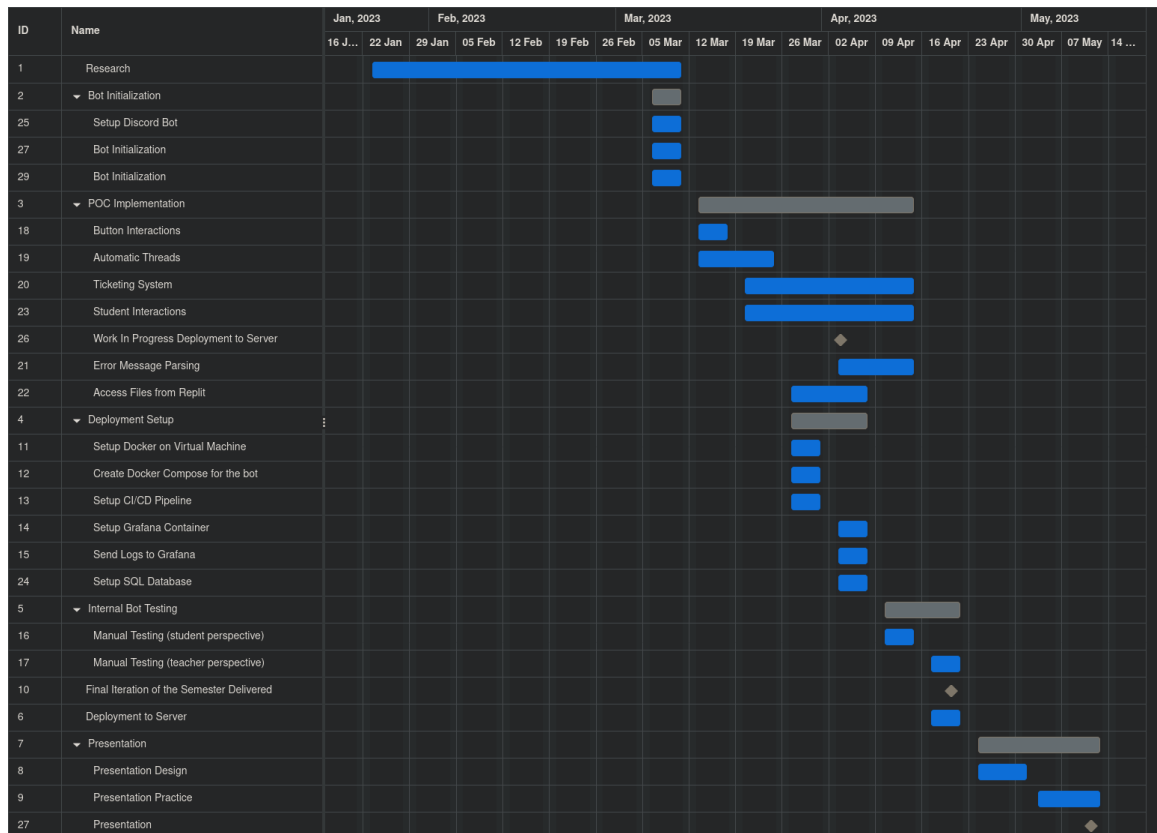 ID Name Jan, 2023 Feb, 2023 Mar, 2023 Apr, 2023 May, 2023
16 J... 22 Jan 29 Jan 05 Feb 12 Feb 19 Feb 26 Feb 05 Mar 12 Mar 19 Mar 26 Mar 02 Apr 09 Apr 16 Apr 23 Apr 30 Apr 07 May 14 ...
1 Research
2 Bot Initialization
25 Setup Discord Bot
27 Bot Initialization
29 Bot Initialization
3 POC Implementation
18 Button Interactions
19 Automatic Threads
20 Ticketing System
23 Student Interactions
26 Work In Progress Deployment to Server
21 Error Message Parsing
22 Access Files from Replit
4 Deployment Setup
11 Setup Docker on Virtual Machine
12 Create Docker Compose for the bot
13 Setup CI/CD Pipeline
14 Setup Grafana Container
15 Send Logs to Grafana
24 Setup SQL Database
5 Internal Bot Testing
16 Manual Testing (student perspective)
17 Manual Testing (teacher perspective)
10 Final Iteration of the Semester Delivered
6 Deployment to Server
7 Presentation
8 Presentation Design
9 Presentation Practice
27 Presentation